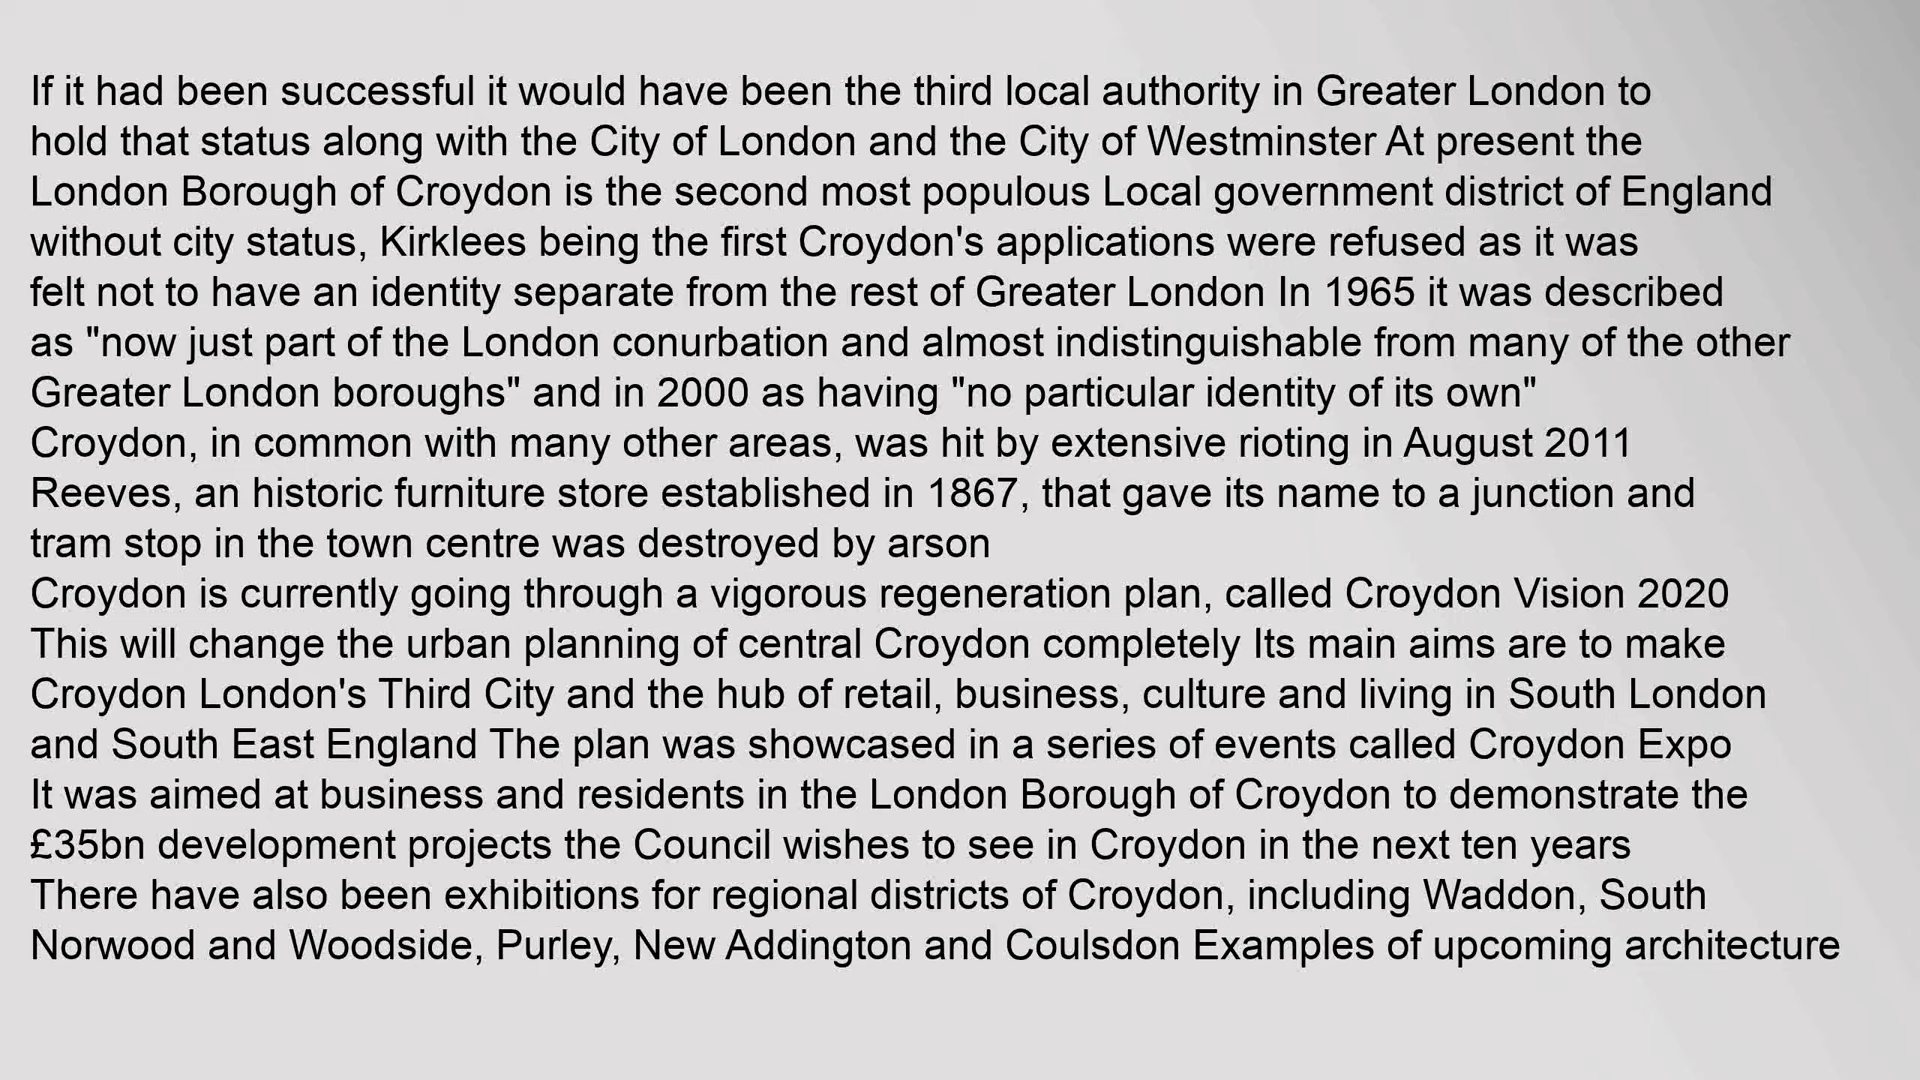 If it had been successful it would have been the third local authority in Greater London to
hold that status along with the City of London and the City of Westminster At present the
London Borough of Croydon is the second most populous Local government district of England
without city status, Kirklees being the first Croydon's applications were refused as it was
felt not to have an identity separate from the rest of Greater London In 1965 it was described
as "now just part of the London conurbation and almost indistinguishable from many of the other
Greater London boroughs" and in 2000 as having "no particular identity of its own"
Croydon, in common with many other areas, was hit by extensive rioting in August 2011
Reeves, an historic furniture store established in 1867, that gave its name to a junction and
tram stop in the town centre was destroyed by arson
Croydon is currently going through a vigorous regeneration plan, called Croydon Vision 2020
This will change the urban planning of central Croydon completely Its main aims are to make
Croydon London's Third City and the hub of retail, business, culture and living in South London
and South East England The plan was showcased in a series of events called Croydon Expo
It was aimed at business and residents in the London Borough of Croydon to demonstrate the
£35bn development projects the Council wishes to see in Croydon in the next ten years
There have also been exhibitions for regional districts of Croydon, including Waddon, South
Norwood and Woodside, Purley, New Addington and Coulsdon Examples of upcoming architecture